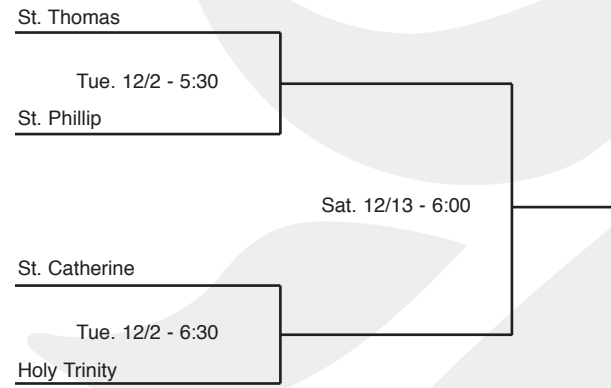 St. Thomas
Tue. 12/2 - 5:30
St. Phillip
Sat. 12/13 - 6:00
St. Catherine
Tue. 12/2 - 6:30
Holy Trinity